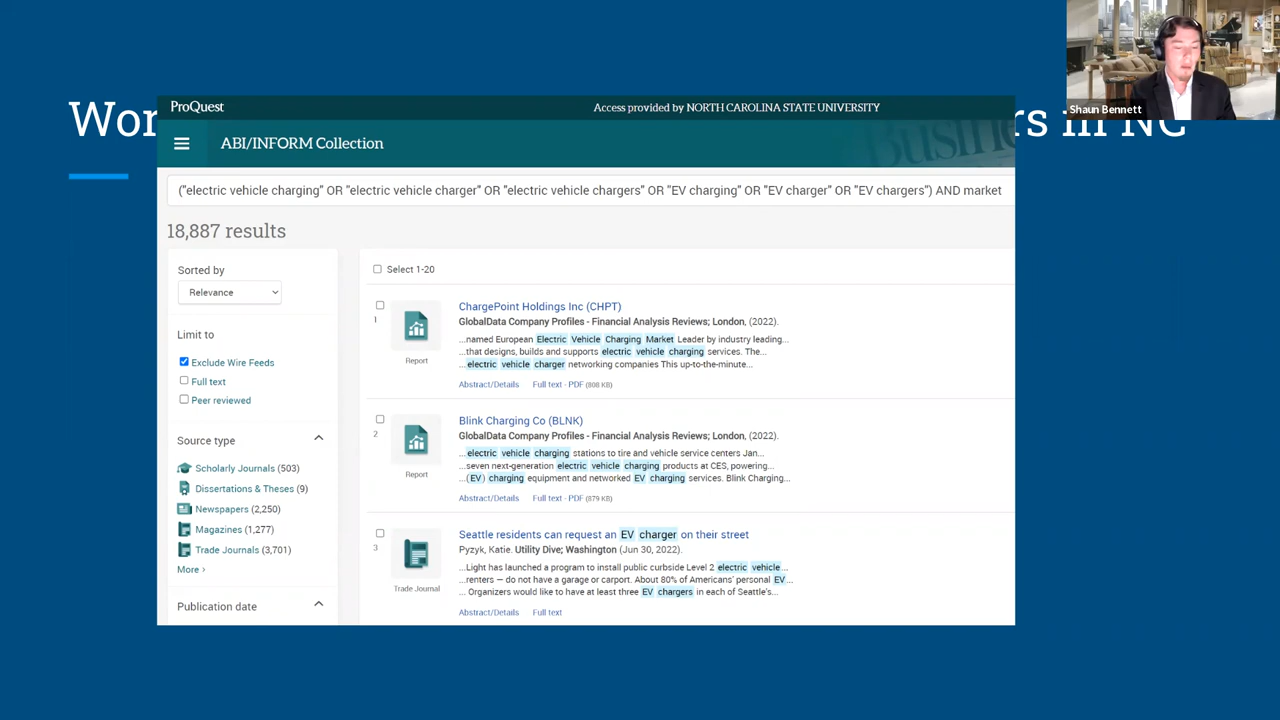 Shaun Bennett
Wor
rs in NC
ProQuest
Access provided by NORTH CAROLINA STATE UNIVERSITY
ABI/INFORM Collection
("electric vehicle charging" OR "electric vehicle charger" OR "electric vehicle chargers" OR "EV charging" OR "EV charger" OR "EV chargers") AND market
18,887 results
Sorted by
Relevance
Limit to
Exclude Wire Feeds
Full text
Peer reviewed
Source type
Scholarly Journals (503)
Dissertations & Theses (9)
Newspapers (2,250)
Magazines (1,277)
Trade Journals (3,701)
More ›
Publication date
Select 1-20
1
Report
ChargePoint Holdings Inc (CHPT)
GlobalData Company Profiles - Financial Analysis Reviews; London, (2022).
...named European Electric Vehicle Charging Market Leader by industry leading...
...that designs, builds and supports electric vehicle charging services. The...
...electric vehicle charger networking companies This up-to-the-minute...
Abstract/Details Full text - PDF (808 KB)
2
Report
Blink Charging Co (BLNK)
GlobalData Company Profiles - Financial Analysis Reviews; London, (2022).
...electric vehicle charging stations to tire and vehicle service centers Jan...
...seven next-generation electric vehicle charging products at CES, powering...
...(EV) charging equipment and networked EV charging services. Blink Charging...
Abstract/Details Full text - PDF (879 KB)
3
Trade Journal
Seattle residents can request an EV charger on their street
Pyzyk, Katie. Utility Dive; Washington (Jun 30, 2022).
...Light has launched a program to install public curbside Level 2 electric vehicle...
...renters — do not have a garage or carport. About 80% of Americans' personal EV...
... Organizers would like to have at least three EV chargers in each of Seattle's...
Abstract/Details Full text